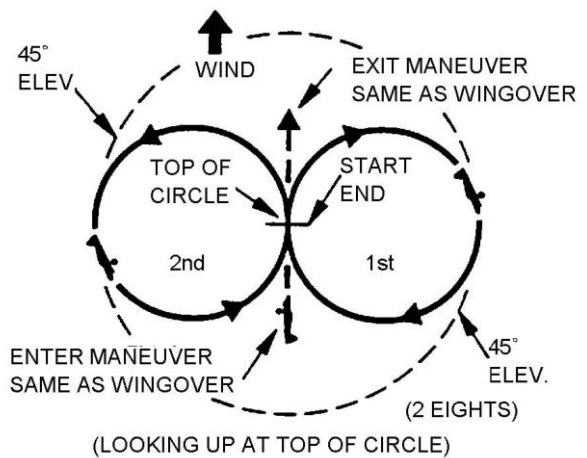 45°
ELEV
WIND
EXIT MANEUVER
SAME AS WINGOVER
TOP OF
CIRCLE
START
END
2nd
1st
ENTER MANEUVER
SAME AS WINGOVER
45°
ELEV.
(2 EIGHTS)
(LOOKING UP AT TOP OF CIRCLE)